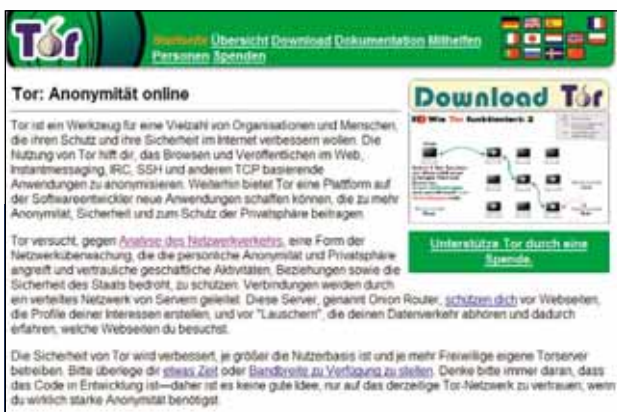 Tor
Startseite Übersicht Download Dokumentation Mithelfen
Personen Spenden
Tor: Anonymität online
Tor ist ein Werkzeug für eine Vielzahl von Organisationen und Menschen,
die ihren Schutz und ihre Sicherheit im Internet verbessern wollen. Die
Nutzung von Tor hilft dir, das Browsen und Veröffentlichen im Web,
Instantmessaging, IRC, SSH und anderen TCP basierende
Anwendungen zu anonymisieren. Weiterhin bietet Tor eine Plattform auf
der Softwareentwickler neue Anwendungen schaffen können, die zu mehr
Anonymität, Sicherheit und zum Schutz der Privatsphäre beitragen.
Tor versucht, gegen Analyse des Netzwerkverkehrs, eine Form der
Netzwerküberwachung, die die persönliche Anonymität und Privatsphäre
angreift und vertrauliche geschäftliche Aktivitäten, Beziehungen sowie die
Sicherheit des Staats bedroht, zu schützen. Verbindungen werden durch
ein verteiltes Netzwerk von Servern geleitet. Diese Server, genannt Onion Router, schützen dich vor Webseiten,
die Profile deiner Interessen erstellen, und vor "Lauschern", die deinen Datenverkehr abhören und dadurch
erfahren, welche Webseiten du besuchst.
Die Sicherheit von Tor wird verbessert, je größer die Nutzerbasis ist und je mehr Freiwillige eigene Torserver
betreiben. Bitte überlege dir etwas Zeit oder Bandbreite zu Verfügung zu stellen. Denke bitte immer daran, dass
das Code in Entwicklung ist—daher ist es keine gute Idee, nur auf das derzeitige Tor-Netzwerk zu vertrauen, wenn
du wirklich starke Anonymität benötigst.
Download Tor
Wie Tor funktioniert: 2
Unterstütze Tor durch eine
Spende.